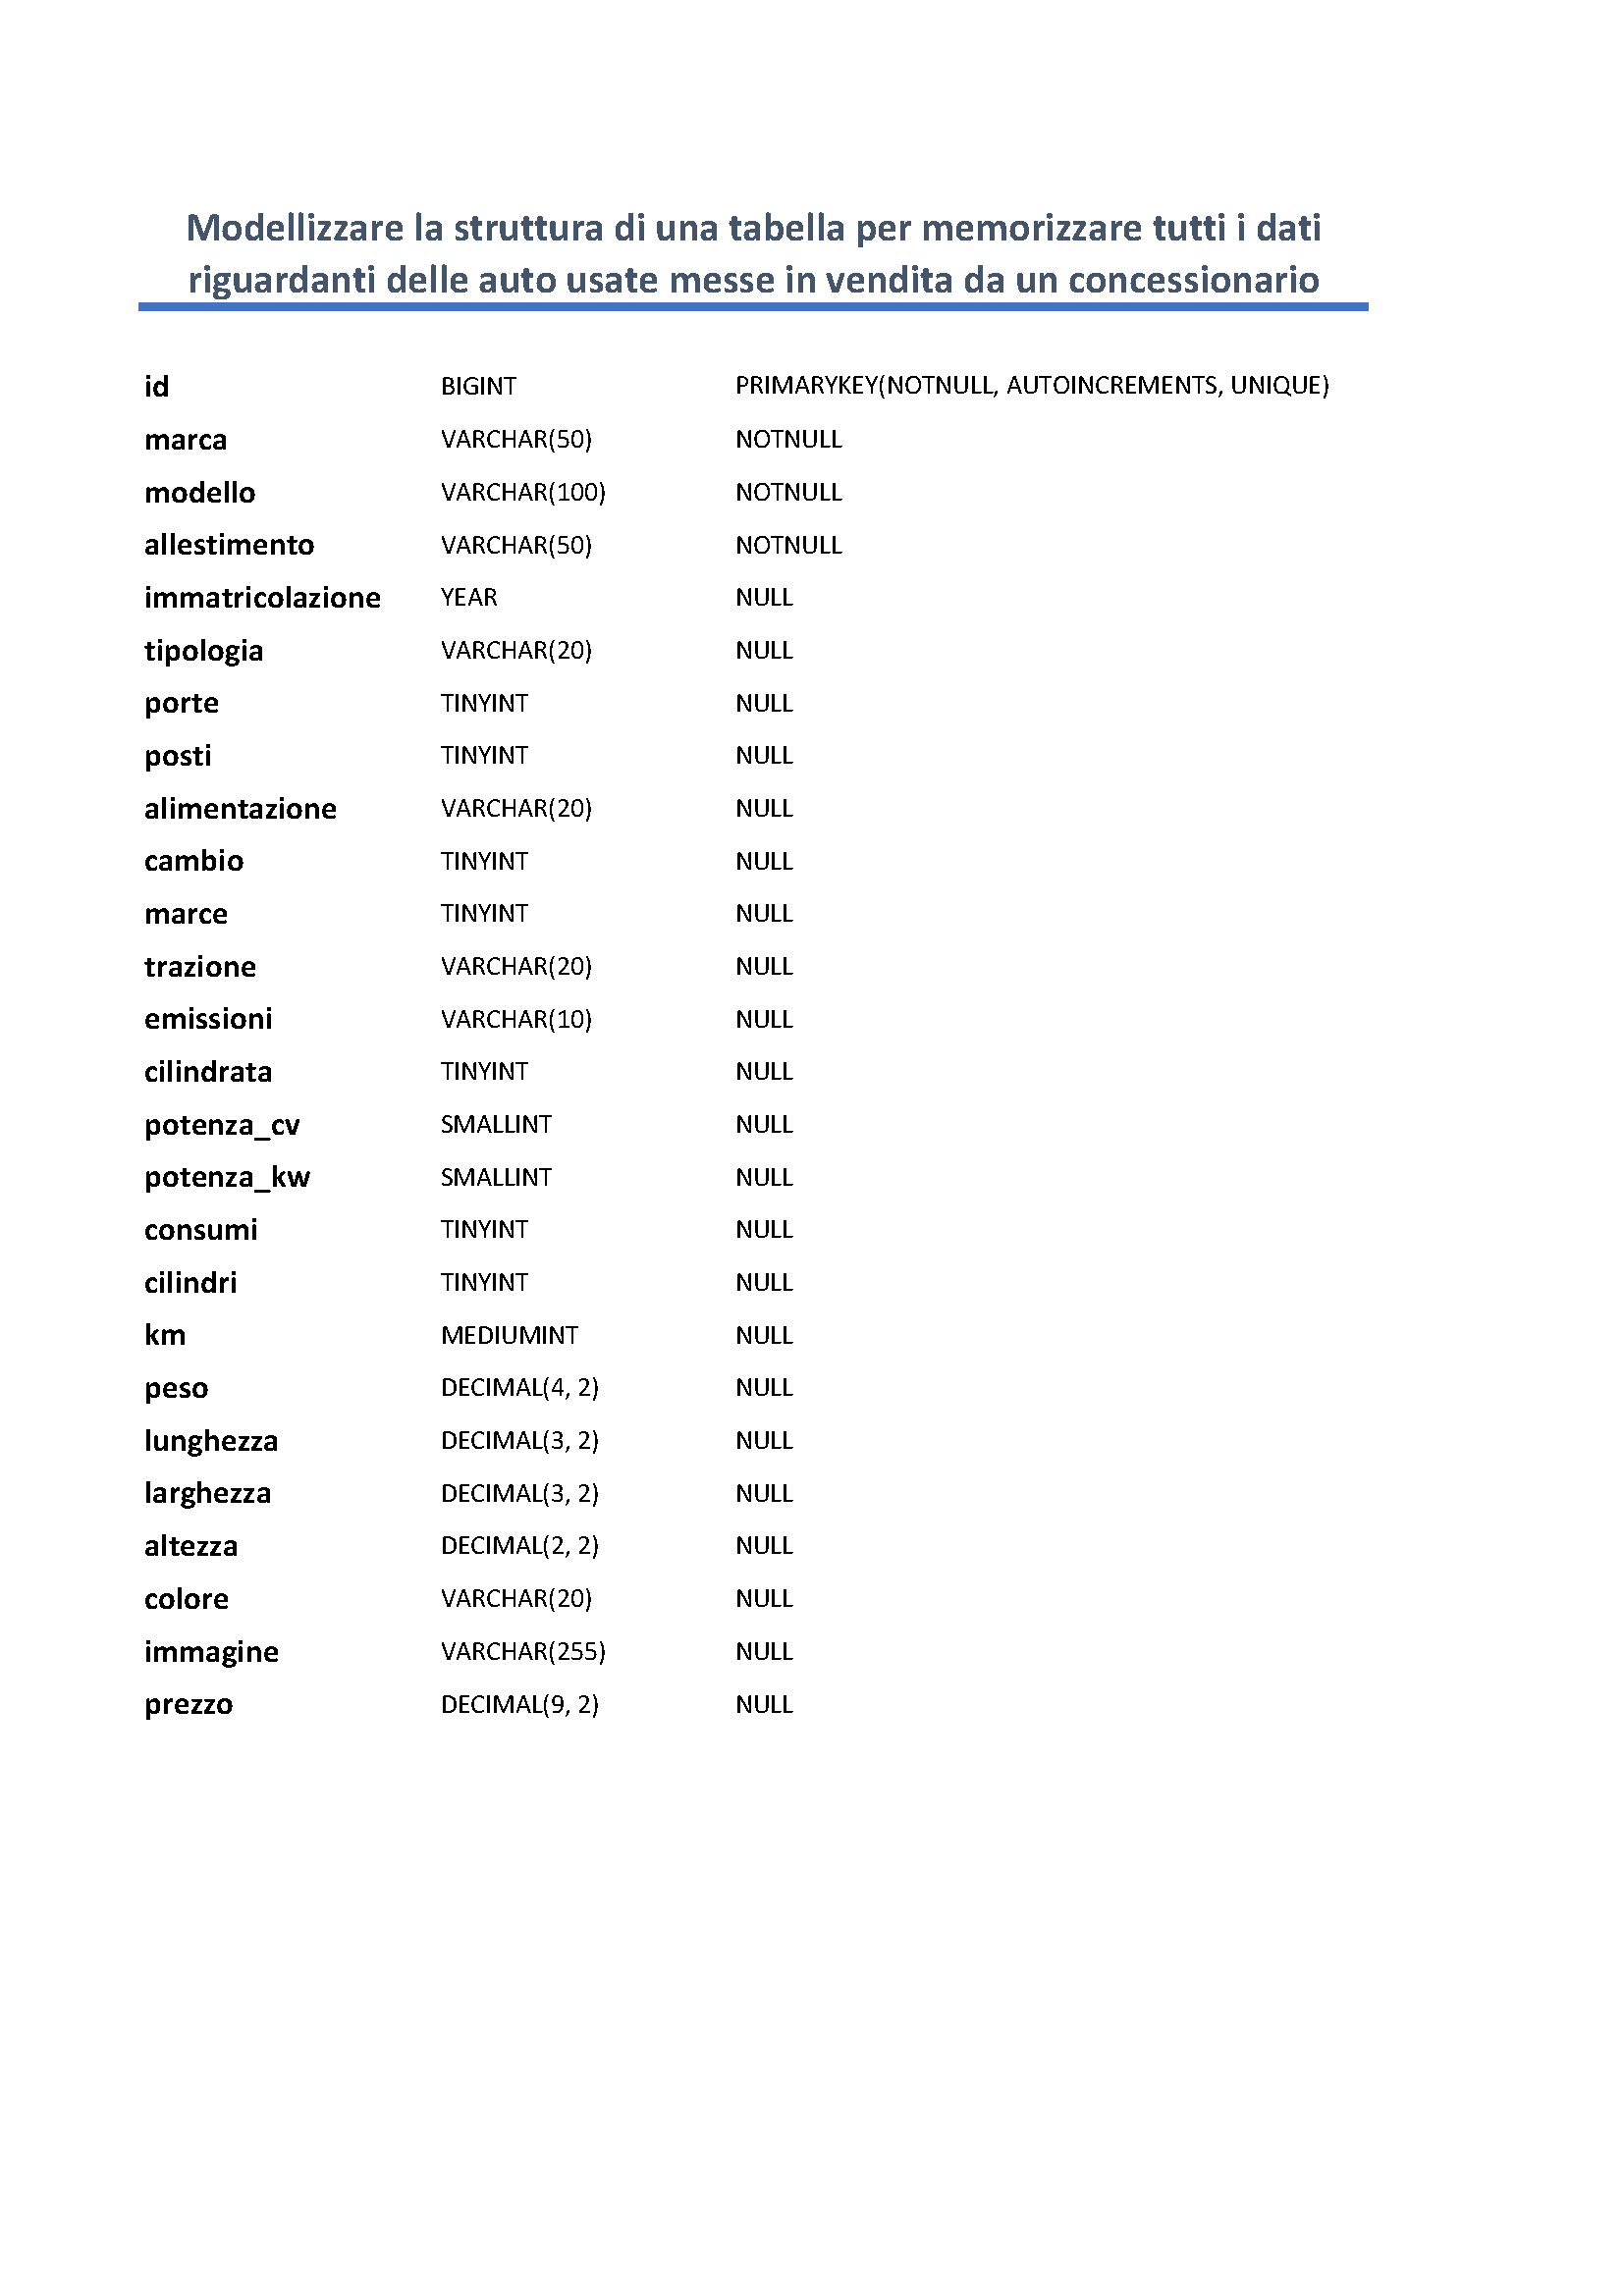 Modellizzare la struttura di una tabella per memorizzare tutti i dati
riguardanti delle auto usate messe in vendita da un concessionario
id BIGINT PRIMARYKEY(NOTNULL, AUTOINCREMENTS, UNIQUE)
marca VARCHAR(50) NOTNULL
modello VARCHAR(100) NOTNULL
allestimento VARCHAR(50) NOTNULL
immatricolazione YEAR NULL
tipologia VARCHAR(20) NULL
porte TINYINT NULL
posti TINYINT NULL
alimentazione VARCHAR(20) NULL
cambio TINYINT NULL
marce TINYINT NULL
trazione VARCHAR(20) NULL
emissioni VARCHAR(10) NULL
cilindrata TINYINT NULL
potenza_cv SMALLINT NULL
potenza_kw SMALLINT NULL
consumi TINYINT NULL
cilindri TINYINT NULL
km MEDIUMINT NULL
peso DECIMAL(4, 2) NULL
lunghezza DECIMAL(3, 2) NULL
larghezza DECIMAL(3, 2) NULL
altezza DECIMAL(2, 2) NULL
colore VARCHAR(20) NULL
immagine VARCHAR(255) NULL
prezzo DECIMAL(9, 2) NULL